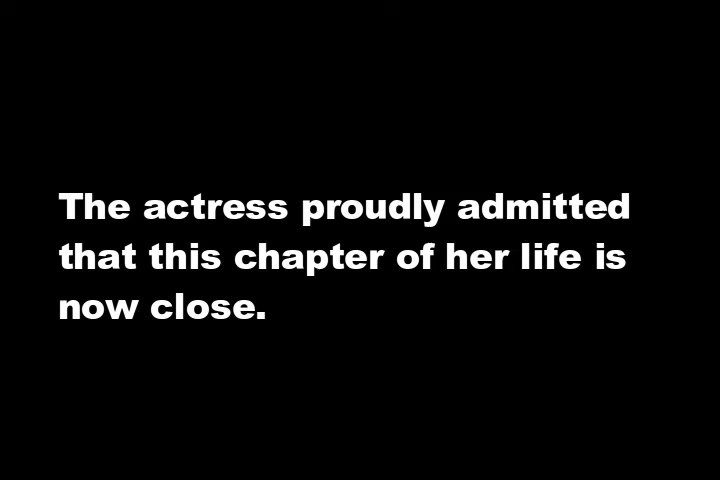 The actress proudly admitted
that this chapter of her life is
now close.